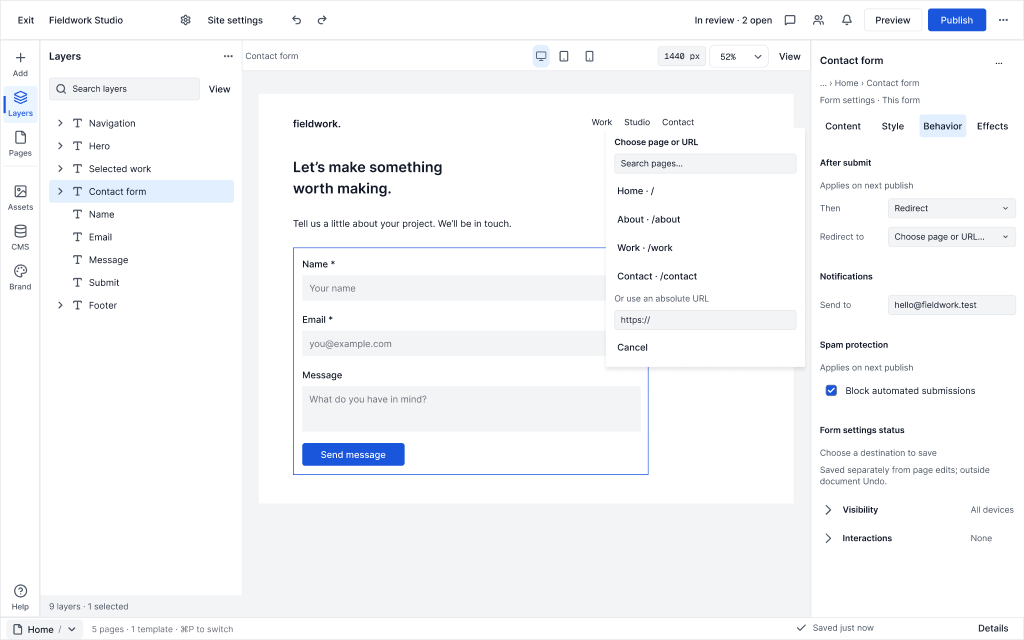 Exit
Fieldwork Studio
Site settings
In review · 2 open
Preview
Publish
Add
Layers
Pages
Assets
CMS
Brand
Help
Layers
Search layers
View
Navigation
Hero
Selected work
Contact form
Name
Email
Message
Submit
Footer
9 layers · 1 selected
Contact form
1440 px
52%
View
fieldwork.
Work
Studio
Contact
Let’s make something
worth making.
Tell us a little about your project. We’ll be in touch.
Name *
Your name
Email *
you@example.com
Message
What do you have in mind?
Send message
Choose page or URL
Search pages...
Home · /
About · /about
Work · /work
Contact · /contact
Or use an absolute URL
https://
Cancel
Contact form
... › Home › Contact form
Form settings · This form
Content
Style
Behavior
Effects
After submit
Applies on next publish
Then
Redirect
Redirect to
Choose page or URL...
Notifications
Send to
hello@fieldwork.test
Spam protection
Applies on next publish
Block automated submissions
Form settings status
Choose a destination to save
Saved separately from page edits; outside
document Undo.
Visibility
All devices
Interactions
None
Home /
5 pages · 1 template · ⌘P to switch
Saved just now
Details